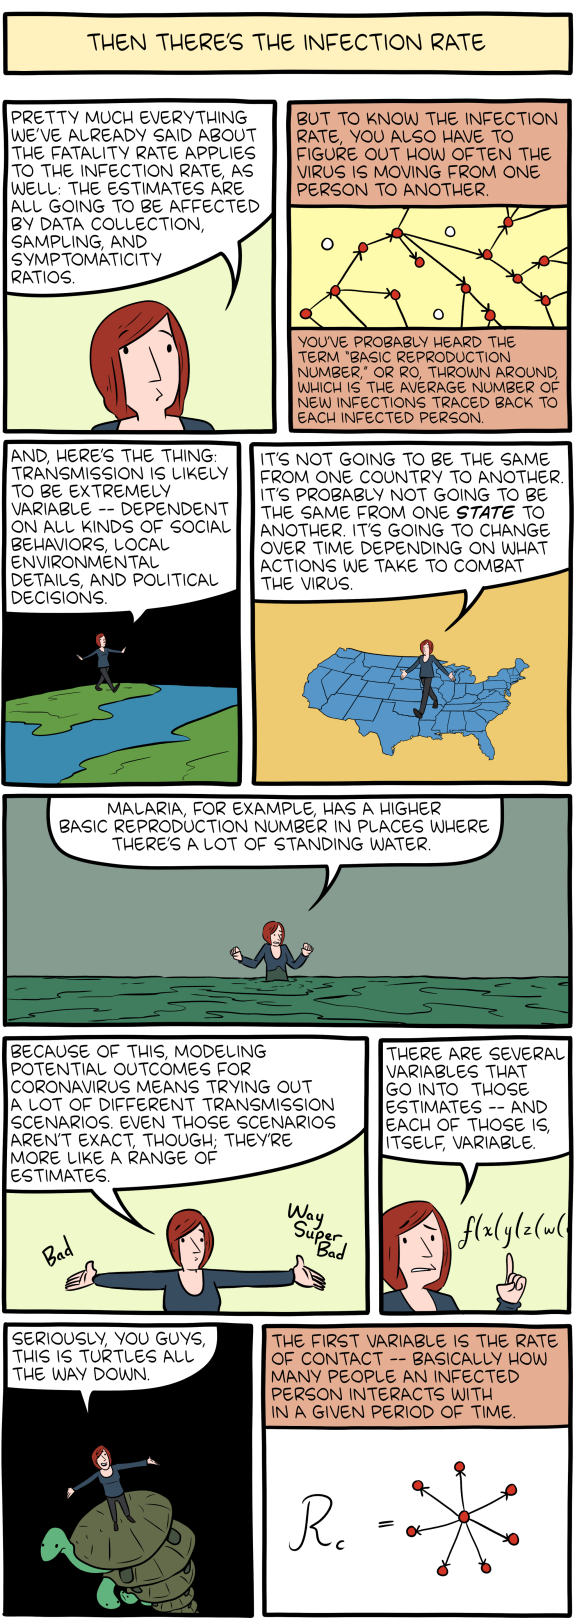 THEN THERE'S THE INFECTION RATE
PRETTY MUCH EVERYTHING
WE'VE ALREADY SAID ABOUT
THE FATALITY RATE APPLIES
TO THE INFECTION RATE, AS
WELL: THE ESTIMATES ARE
ALL GOING TO BE AFFECTED
BY DATA COLLECTION,
SAMPLING, AND
SYMPTOMATICITY
RATIOS.
BUT TO KNOW THE INFECTION
RATE, YOU ALSO HAVE TO
FIGURE OUT HOW OFTEN THE
VIRUS IS MOVING FROM ONE
PERSON TO ANOTHER.
YOU'VE PROBABLY HEARD THE
TERM "BASIC REPRODUCTION
NUMBER," OR R0, THROWN AROUND,
WHICH IS THE AVERAGE NUMBER OF
NEW INFECTIONS TRACED BACK TO
EACH INFECTED PERSON.
AND, HERE'S THE THING:
TRANSMISSION IS LIKELY
TO BE EXTREMELY
VARIABLE -- DEPENDENT
ON ALL KINDS OF SOCIAL
BEHAVIORS, LOCAL
ENVIRONMENTAL
DETAILS, AND POLITICAL
DECISIONS.
IT'S NOT GOING TO BE THE SAME
FROM ONE COUNTRY TO ANOTHER.
IT'S PROBABLY NOT GOING TO BE
THE SAME FROM ONE STATE TO
ANOTHER. IT'S GOING TO CHANGE
OVER TIME DEPENDING ON WHAT
ACTIONS WE TAKE TO COMBAT
THE VIRUS.
MALARIA, FOR EXAMPLE, HAS A HIGHER
BASIC REPRODUCTION NUMBER IN PLACES WHERE
THERE'S A LOT OF STANDING WATER.
BECAUSE OF THIS, MODELING
POTENTIAL OUTCOMES FOR
CORONAVIRUS MEANS TRYING OUT
A LOT OF DIFFERENT TRANSMISSION
SCENARIOS. EVEN THOSE SCENARIOS
AREN'T EXACT, THOUGH; THEY'RE
MORE LIKE A RANGE OF
ESTIMATES.
Bad
Way
Super
Bad
THERE ARE SEVERAL
VARIABLES THAT
GO INTO THOSE
ESTIMATES -- AND
EACH OF THOSE IS,
ITSELF, VARIABLE.
f(x(y(z(w(
SERIOUSLY, YOU GUYS,
THIS IS TURTLES ALL
THE WAY DOWN.
THE FIRST VARIABLE IS THE RATE
OF CONTACT -- BASICALLY HOW
MANY PEOPLE AN INFECTED
PERSON INTERACTS WITH
IN A GIVEN PERIOD OF TIME.
Rc =